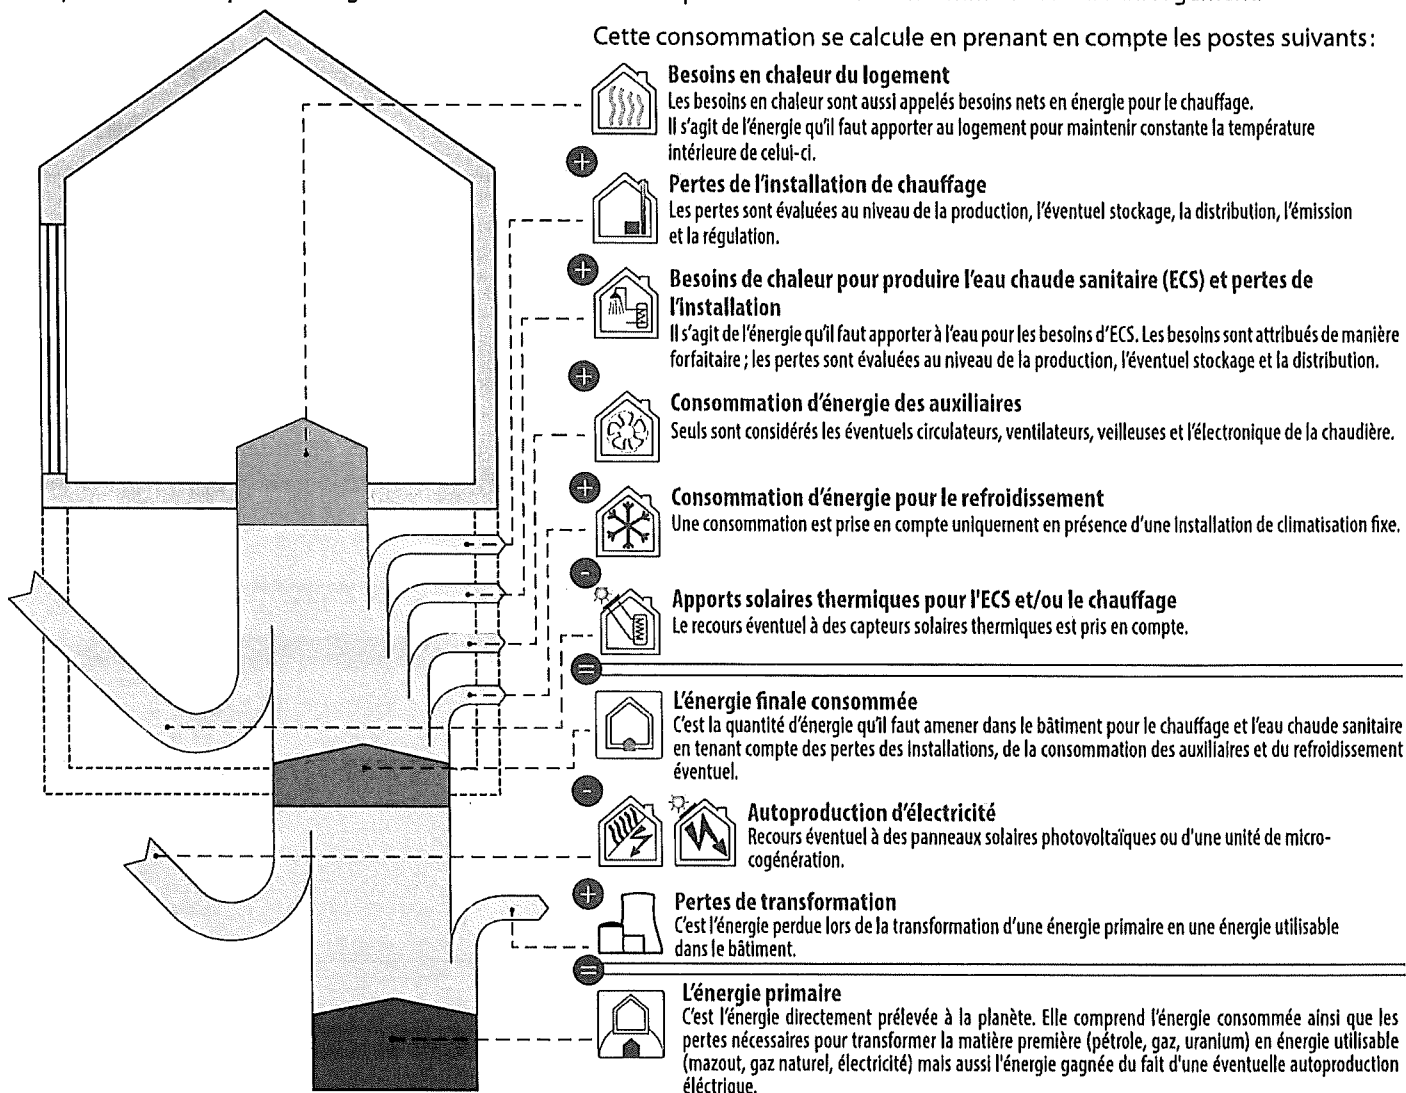 Cette consommation se calcule en prenant en compte les postes suivants :
Besoins en chaleur du logement
Les besoins en chaleur sont aussi appelés besoins nets en énergie pour le chauffage.
Il s'agit de l'énergie qu'il faut apporter au logement pour maintenir constante la température
intérieure de celui-ci.
+
Pertes de l'installation de chauffage
Les pertes sont évaluées au niveau de la production, l'éventuel stockage, la distribution, l'émission
et la régulation.
+
Besoins de chaleur pour produire l'eau chaude sanitaire (ECS) et pertes de
l'installation
Il s'agit de l'énergie qu'il faut apporter à l'eau pour les besoins d'ECS. Les besoins sont attribués de manière
forfaitaire ; les pertes sont évaluées au niveau de la production, l'éventuel stockage et la distribution.
+
Consommation d'énergie des auxiliaires
Seuls sont considérés les éventuels circulateurs, ventilateurs, veilleuses et l'électronique de la chaudière.
+
Consommation d'énergie pour le refroidissement
Une consommation est prise en compte uniquement en présence d'une installation de climatisation fixe.
-
Apports solaires thermiques pour l'ECS et/ou le chauffage
Le recours éventuel à des capteurs solaires thermiques est pris en compte.
=
L'énergie finale consommée
C'est la quantité d'énergie qu'il faut amener dans le bâtiment pour le chauffage et l'eau chaude sanitaire
en tenant compte des pertes des installations, de la consommation des auxiliaires et du refroidissement
éventuel.
-
Autoproduction d'électricité
Recours éventuel à des panneaux solaires photovoltaïques ou d'une unité de micro-
cogénération.
+
Pertes de transformation
C'est l'énergie perdue lors de la transformation d'une énergie primaire en une énergie utilisable
dans le bâtiment.
=
L'énergie primaire
C'est l'énergie directement prélevée à la planète. Elle comprend l'énergie consommée ainsi que les
pertes nécessaires pour transformer la matière première (pétrole, gaz, uranium) en énergie utilisable
(mazout, gaz naturel, électricité) mais aussi l'énergie gagnée du fait d'une éventuelle autoproduction
éléctrique.